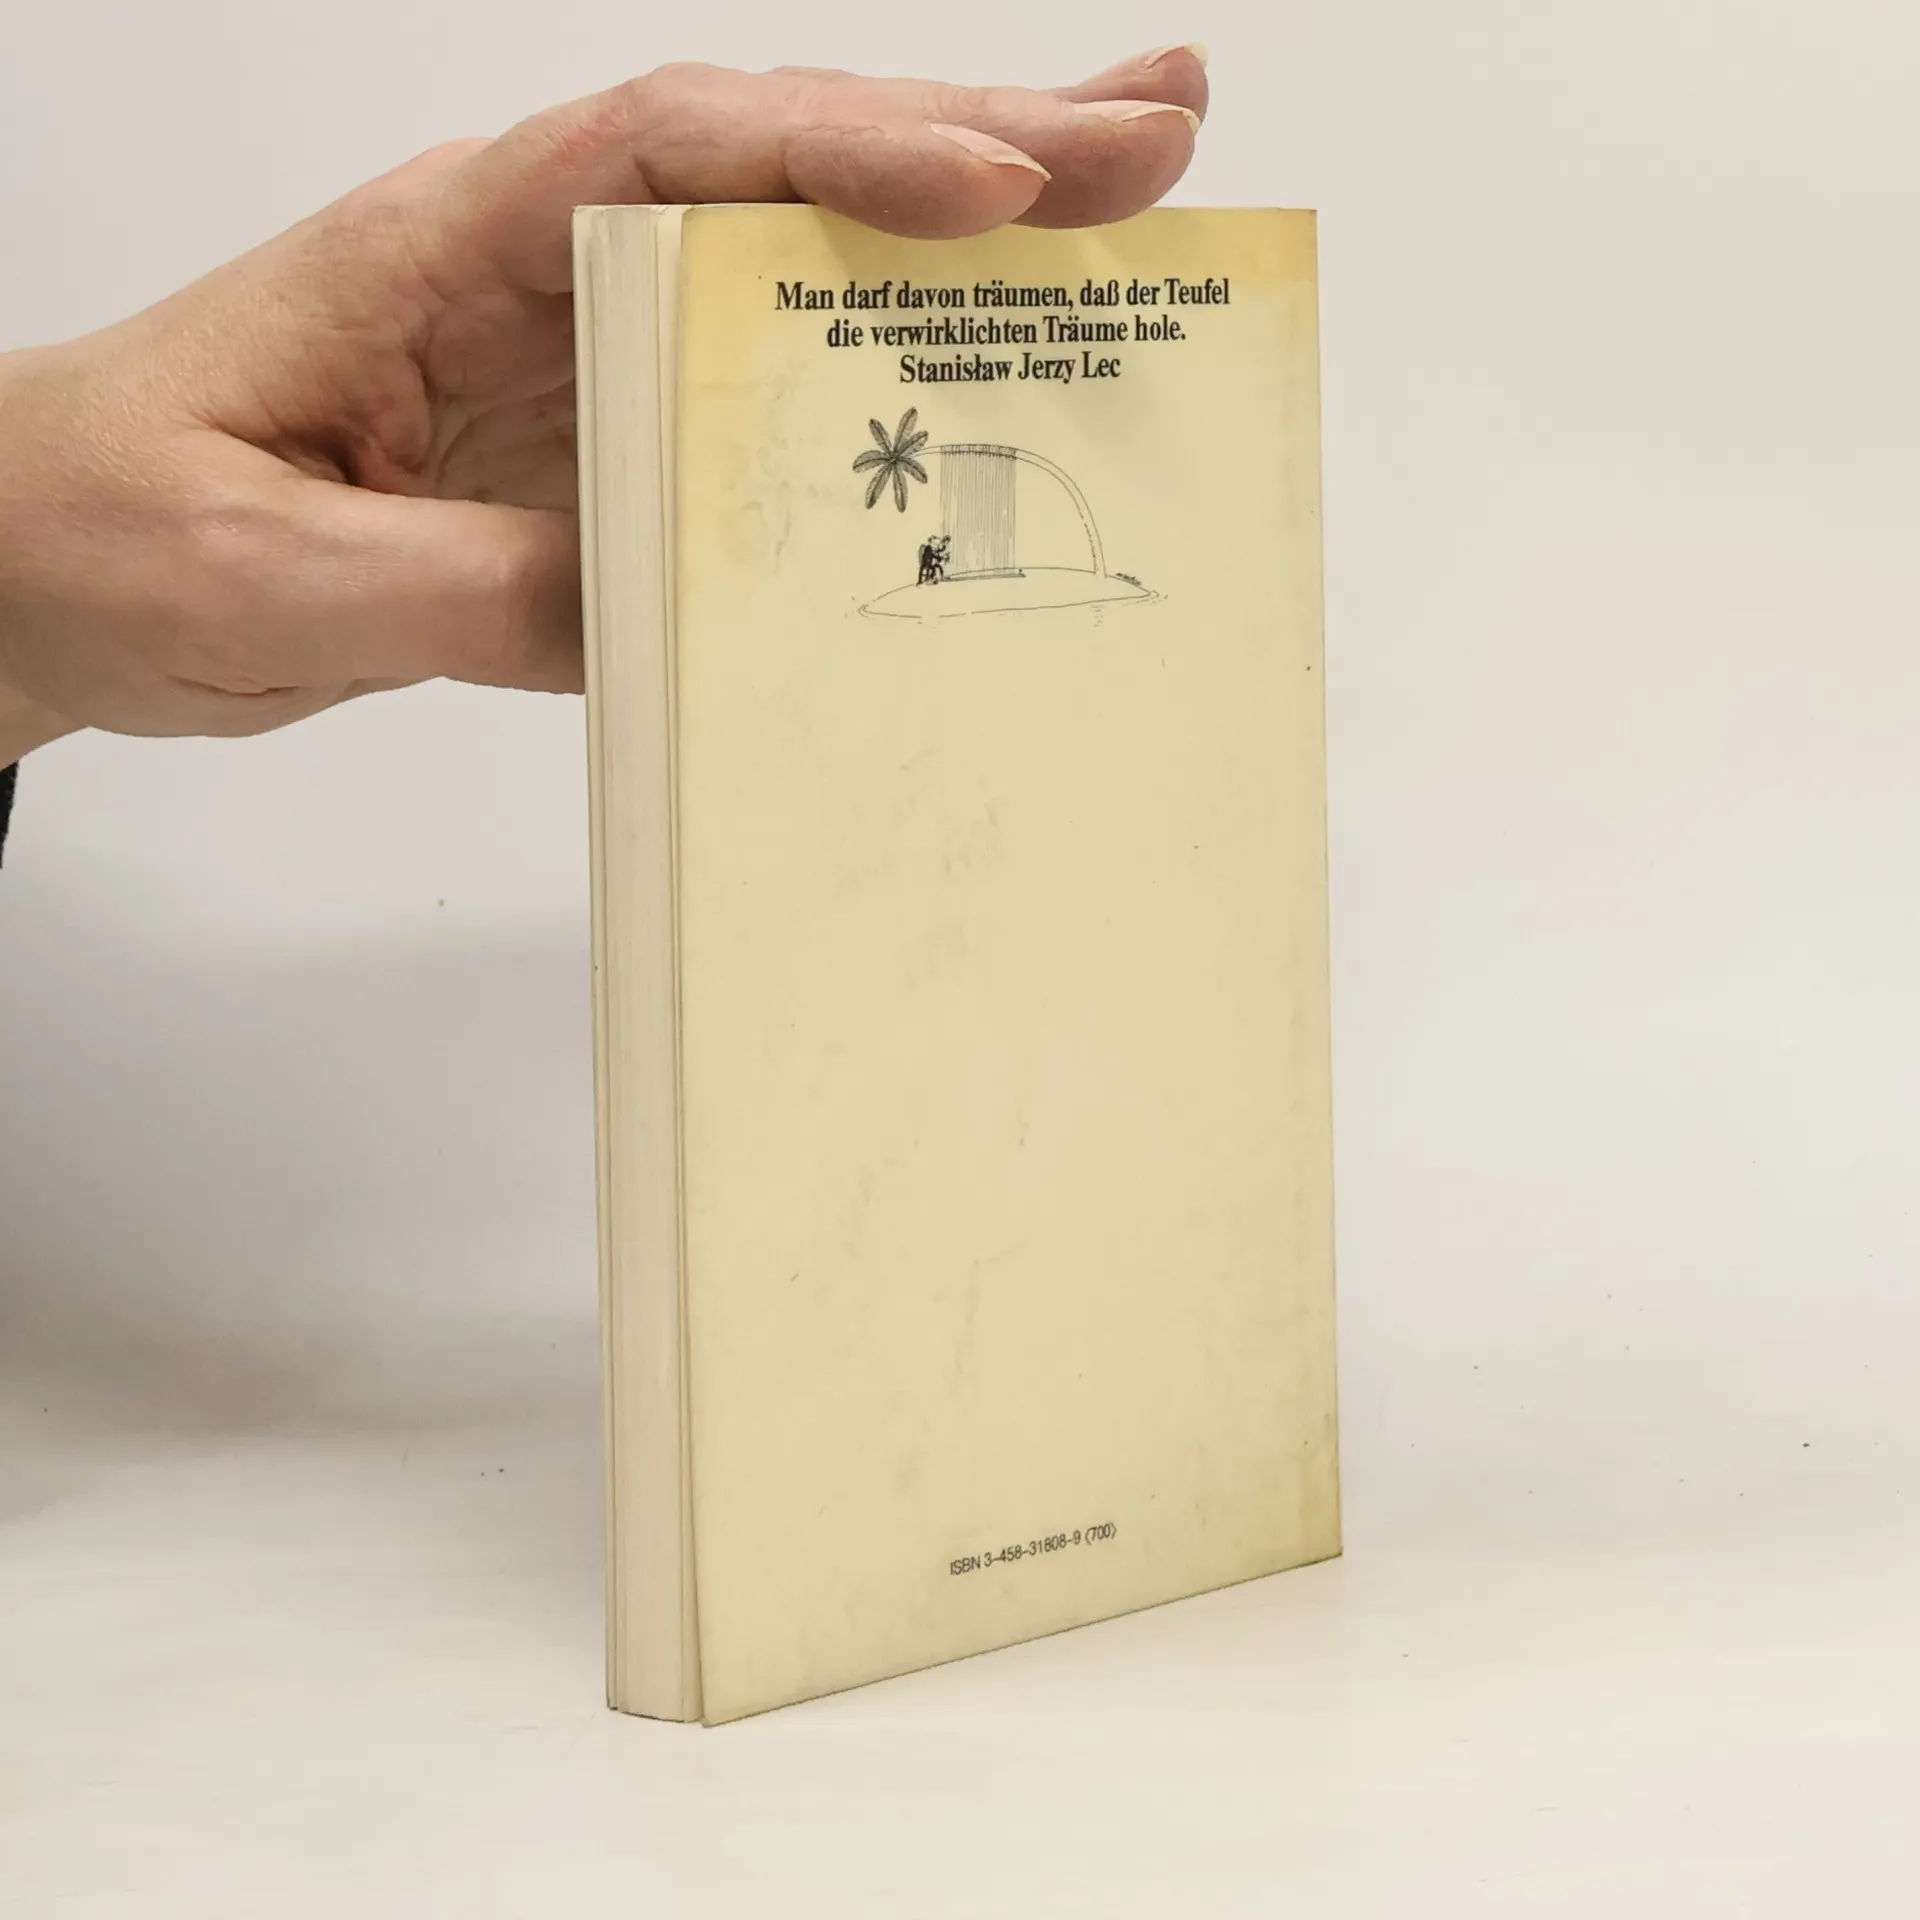 Man darf davon träumen, daß der Teufel
die verwirklichten Träume hole.
Stanisław Jerzy Lec
ISBN 3-458-31808-9 ⟨700⟩